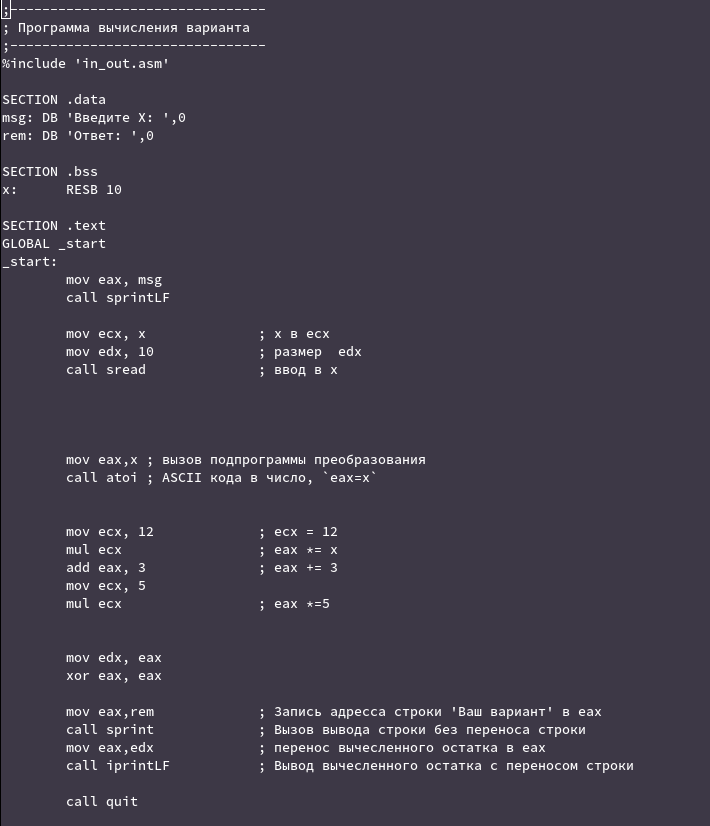 ;--------------------------------
; Программа вычисления варианта
;--------------------------------
%include 'in_out.asm'
SECTION .data
msg: DB 'Введите X: ',0
rem: DB 'Ответ: ',0
SECTION .bss
x:      RESB 10
SECTION .text
GLOBAL _start
_start:
        mov eax, msg
        call sprintLF
        mov ecx, x              ; x в ecx
        mov edx, 10             ; размер  edx
        call sread              ; ввод в x
        mov eax,x ; вызов подпрограммы преобразования
        call atoi ; ASCII кода в число, `eax=x`
        mov ecx, 12             ; ecx = 12
        mul ecx                 ; eax *= x
        add eax, 3              ; eax += 3
        mov ecx, 5
        mul ecx                 ; eax *=5
        mov edx, eax
        xor eax, eax
        mov eax,rem             ; Запись адресса строки 'Ваш вариант' в eax
        call sprint             ; Вызов вывода строки без переноса строки
        mov eax,edx             ; перенос вычесленного остатка в eax
        call iprintLF           ; Вывод вычесленного остатка с переносом строки
        call quit